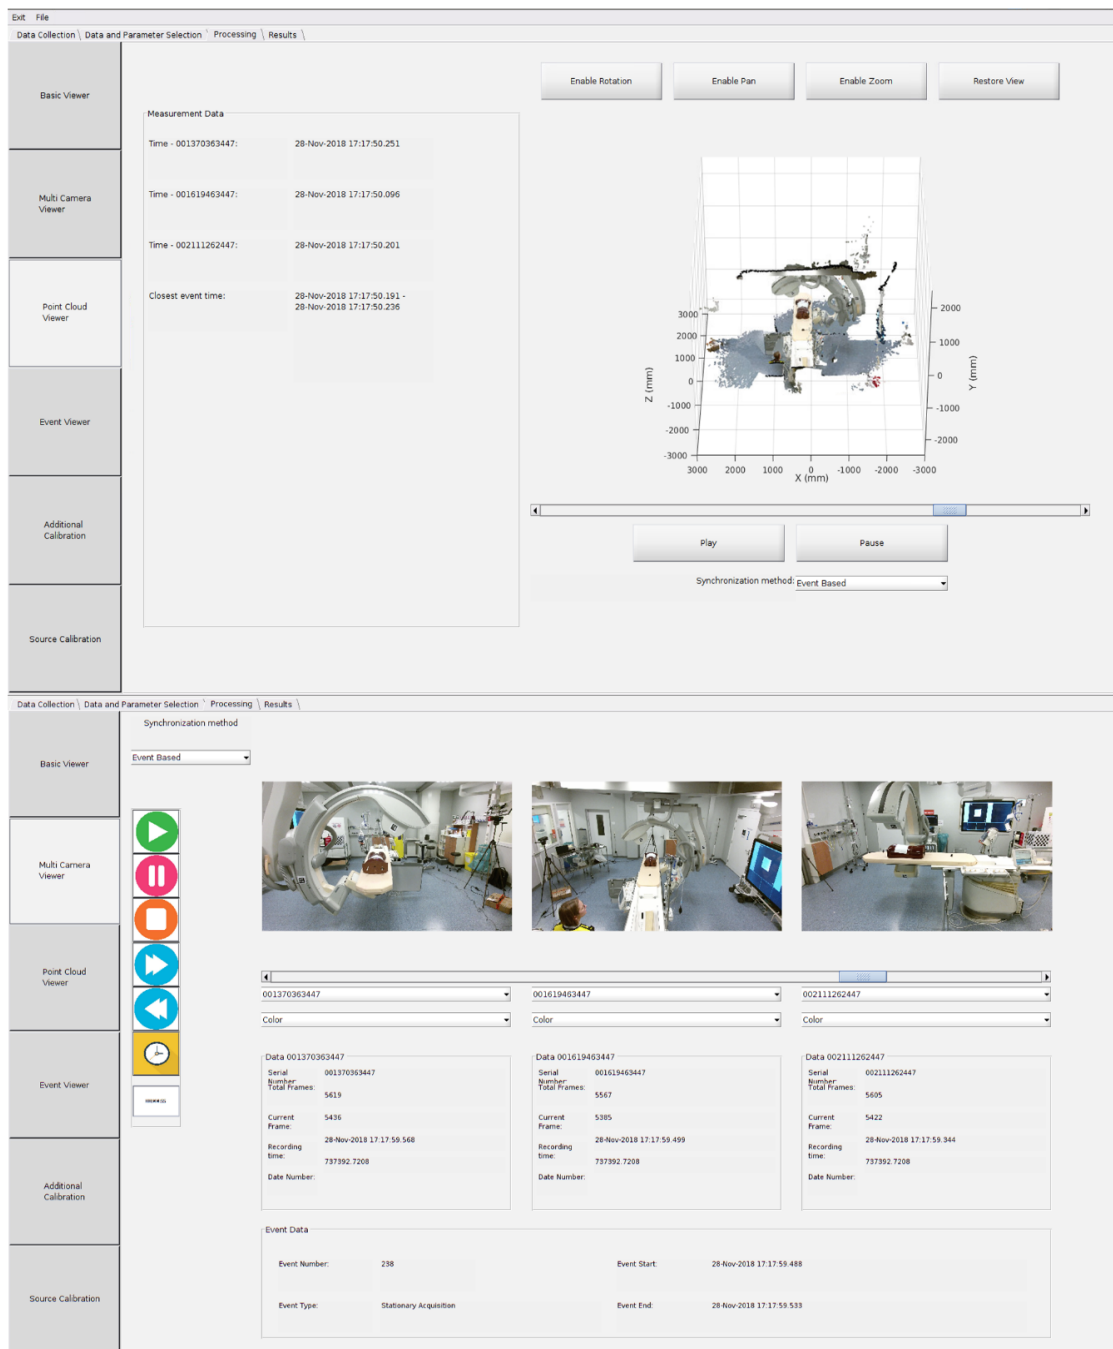 Exit File
Data Collection Data and Parameter Selection Processing Results
Basic Viewer
Multi Camera
Viewer
Point Cloud
Viewer
Event Viewer
Additional
Calibration
Source Calibration
Measurement Data
Time - 001370363447: 28-Nov-2018 17:17:50.251
Time - 001619463447: 28-Nov-2018 17:17:50.096
Time - 002111262447: 28-Nov-2018 17:17:50.201
Closest event time: 28-Nov-2018 17:17:50.191 -
28-Nov-2018 17:17:50.236
Enable Rotation Enable Pan Enable Zoom Restore View
3000
2000
1000
0
-1000
-2000
-3000
Z (mm)
2000
1000
0
-1000
-2000
Y (mm)
3000 2000 1000 0 -1000 -2000 -3000
X (mm)
Play Pause
Synchronization method: Event Based
Data Collection Data and Parameter Selection Processing Results
Basic Viewer
Multi Camera
Viewer
Point Cloud
Viewer
Event Viewer
Additional
Calibration
Source Calibration
Synchronization method
Event Based
001370363447 001619463447 002111262447
Color Color Color
Data 001370363447
Serial Number 001370363447
Total Frames: 5619
Current Frame: 5436
Recording time: 28-Nov-2018 17:17:59.568
737392.7208
Date Number:
Data 001619463447
Serial Number 001619463447
Total Frames: 5567
Current Frame: 5385
Recording time: 28-Nov-2018 17:17:59.499
737392.7208
Date Number:
Data 002111262447
Serial Number 002111262447
Total Frames: 5605
Current Frame: 5422
Recording time: 28-Nov-2018 17:17:59.344
737392.7208
Date Number:
Event Data
Event Number: 238 Event Start: 28-Nov-2018 17:17:59.488
Event Type: Stationary Acquisition Event End: 28-Nov-2018 17:17:59.533